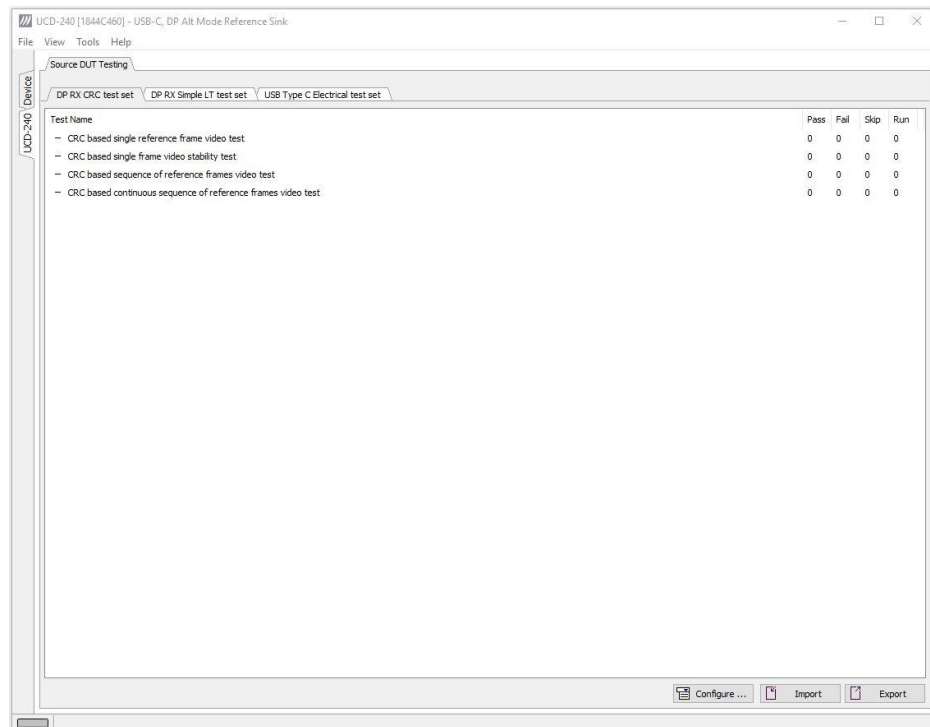 UCD-240 [1844C460] - USB-C, DP Alt Mode Reference Sink
File View Tools Help
Source DUT Testing
Device
UCD-240
DP RX CRC test set DP RX Simple LT test set USB Type C Electrical test set
Test Name Pass Fail Skip Run
– CRC based single reference frame video test 0 0 0 0
– CRC based single frame video stability test 0 0 0 0
– CRC based sequence of reference frames video test 0 0 0 0
– CRC based continuous sequence of reference frames video test 0 0 0 0
Configure ... Import Export